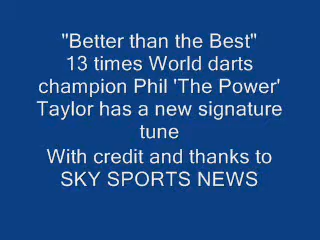 "Better than the Best"
13 times World darts
champion Phil 'The Power'
Taylor has a new signature
tune
With credit and thanks to
SKY SPORTS NEWS